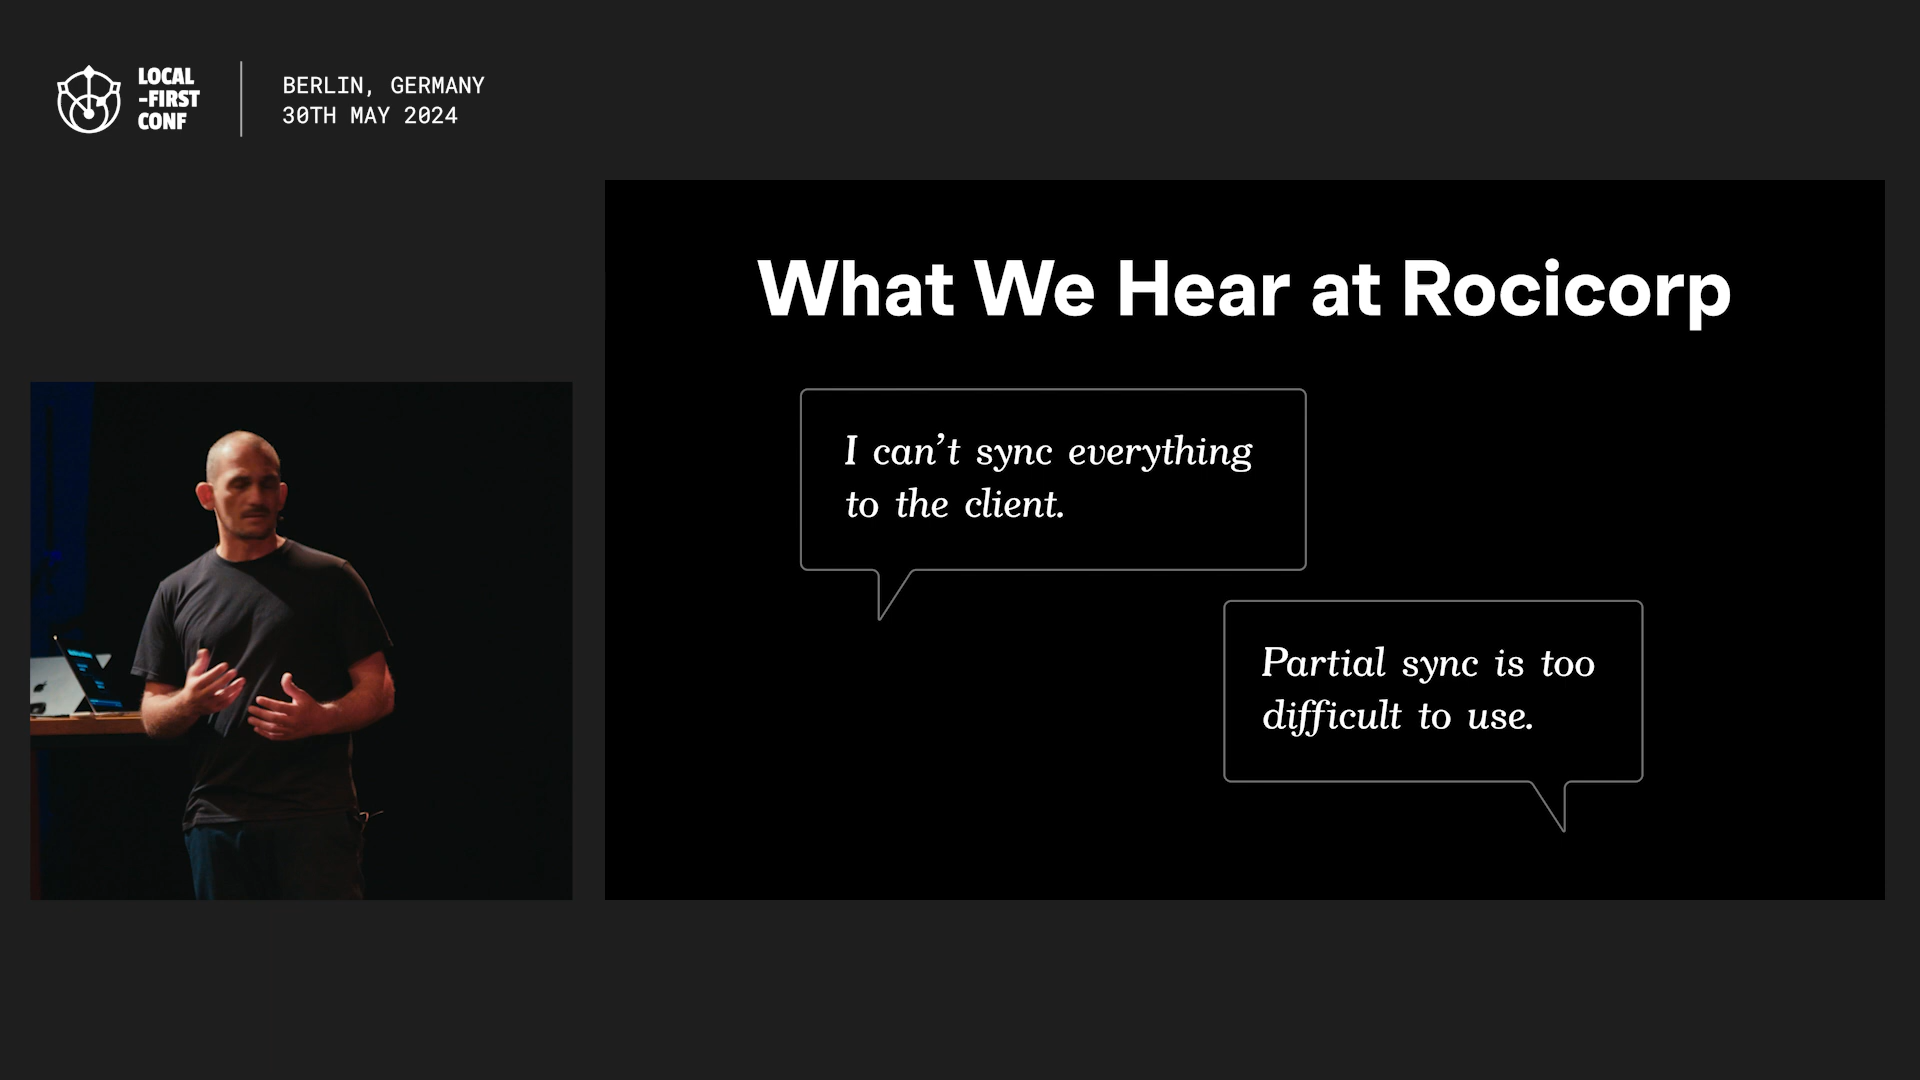 LOCAL
-FIRST
CONF
BERLIN, GERMANY
30TH MAY 2024
What We Hear at Rocicorp
I can’t sync everything
to the client.
Partial sync is too
difficult to use.